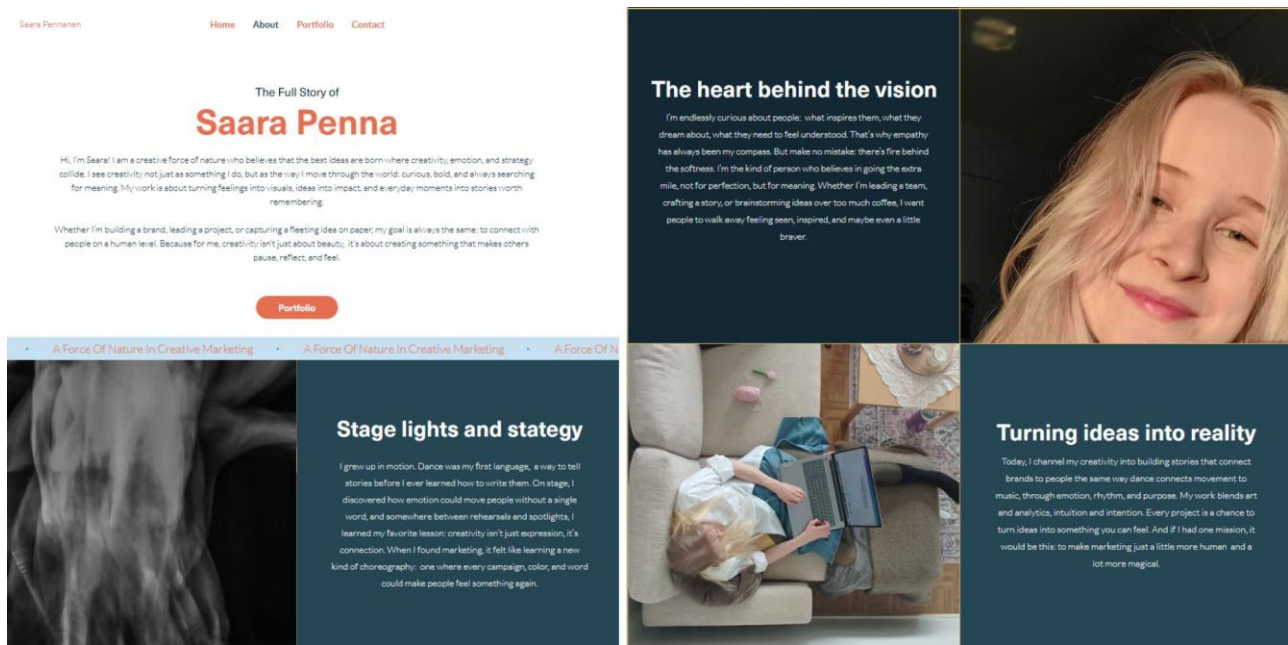 Saara Pennanen
Home About Portfolio Contact
The Full Story of
Saara Penna
Hi, I'm Saara! I am a creative force of nature who believes that the best ideas are born where creativity, emotion, and strategy
collide. I see creativity not just as something I do, but as the way I move through the world: curious, bold, and always searching
for meaning. My work is about turning feelings into visuals, ideas into impact, and everyday moments into stories worth
remembering.
Whether I'm building a brand, leading a project, or capturing a fleeting idea on paper, my goal is always the same: to connect with
people on a human level. Because for me, creativity isn't just about beauty, it's about creating something that makes others
pause, reflect, and feel.
Portfolio
A Force Of Nature In Creative Marketing · A Force Of Nature In Creative Marketing · A Force Of N
Stage lights and stategy
I grew up in motion. Dance was my first language, a way to tell
stories before I ever learned how to write them. On stage, I
discovered how emotion could move people without a single
word, and somewhere between rehearsals and spotlights, I
learned my favorite lesson: creativity isn't just expression, it's
connection. When I found marketing, it felt like learning a new
kind of choreography: one where every campaign, color, and word
could make people feel something again.
The heart behind the vision
I'm endlessly curious about people: what inspires them, what they
dream about, what they need to feel understood. That's why empathy
has always been my compass. But make no mistake: there's fire behind
the softness. I'm the kind of person who believes in going the extra
mile, not for perfection, but for meaning. Whether I'm leading a team,
crafting a story, or brainstorming ideas over too much coffee, I want
people to walk away feeling seen, inspired, and maybe even a little
braver.
Turning ideas into reality
Today, I channel my creativity into building stories that connect
brands to people the same way dance connects movement to
music, through emotion, rhythm, and purpose. My work blends art
and analytics, intuition and intention. Every project is a chance to
turn ideas into something you can feel. And if I had one mission, it
would be this: to make marketing just a little more human and a
lot more magical.